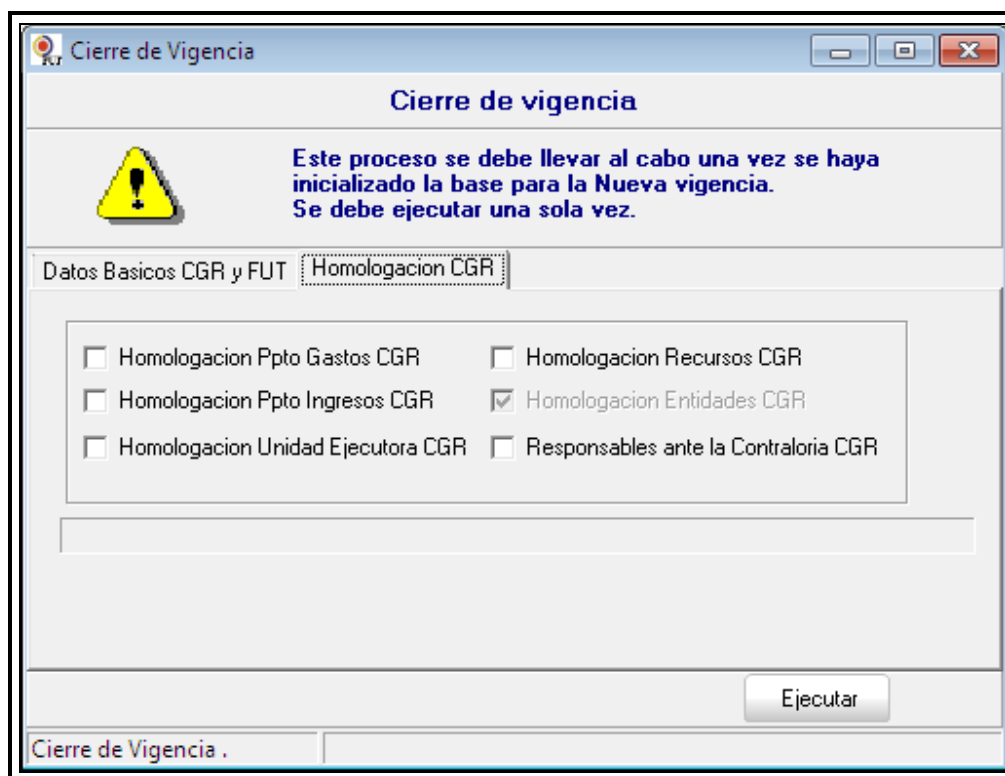 Cierre de Vigencia
Cierre de vigencia
Este proceso se debe llevar al cabo una vez se haya
inicializado la base para la Nueva vigencia.
Se debe ejecutar una sola vez.
Datos Basicos CGR y FUT
Homologacion CGR
Homologacion Ppto Gastos CGR
Homologacion Recursos CGR
Homologacion Ppto Ingresos CGR
Homologacion Entidades CGR
Homologacion Unidad Ejecutora CGR
Responsables ante la Contraloria CGR
Ejecutar
Cierre de Vigencia .